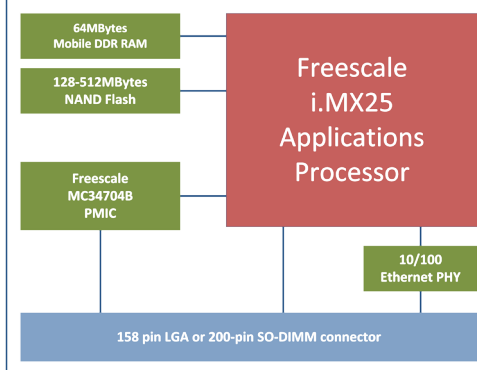 64MBytes
Mobile DDR RAM
128-512MBytes
NAND Flash
Freescale
i.MX25
Applications
Processor
Freescale
MC34704B
PMIC
10/100
Ethernet PHY
158 pin LGA or 200-pin SO-DIMM connector